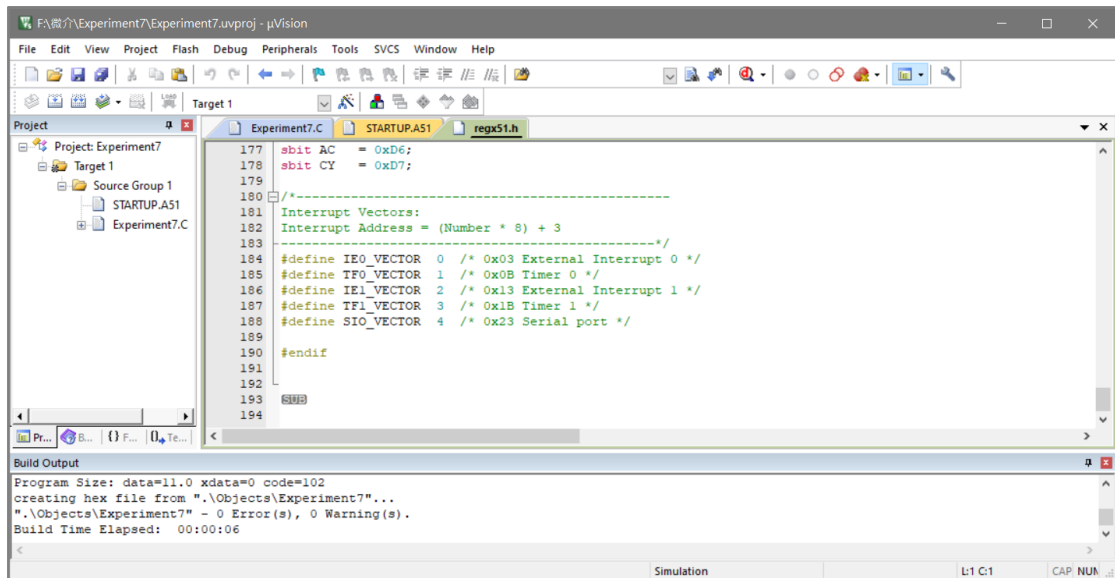 F:\微介\Experiment7\Experiment7.uvproj - µVision
File Edit View Project Flash Debug Peripherals Tools SVCS Window Help
LOAD Target 1
Project
Project: Experiment7
Target 1
Source Group 1
STARTUP.A51
Experiment7.C
Pr... B... {} F... Te...
Experiment7.C STARTUP.A51 regx51.h
177 sbit AC   = 0xD6;
178 sbit CY   = 0xD7;
179
180 /*------------------------------------------------
181 Interrupt Vectors:
182 Interrupt Address = (Number * 8) + 3
183 ------------------------------------------------*/
184 #define IE0_VECTOR  0  /* 0x03 External Interrupt 0 */
185 #define TF0_VECTOR  1  /* 0x0B Timer 0 */
186 #define IE1_VECTOR  2  /* 0x13 External Interrupt 1 */
187 #define TF1_VECTOR  3  /* 0x1B Timer 1 */
188 #define SIO_VECTOR  4  /* 0x23 Serial port */
189
190 #endif
191
192
193 SUB
194
Build Output
Program Size: data=11.0 xdata=0 code=102
creating hex file from ".\Objects\Experiment7"...
".\Objects\Experiment7" - 0 Error(s), 0 Warning(s).
Build Time Elapsed:  00:00:06
Simulation L:1 C:1 CAP NUM